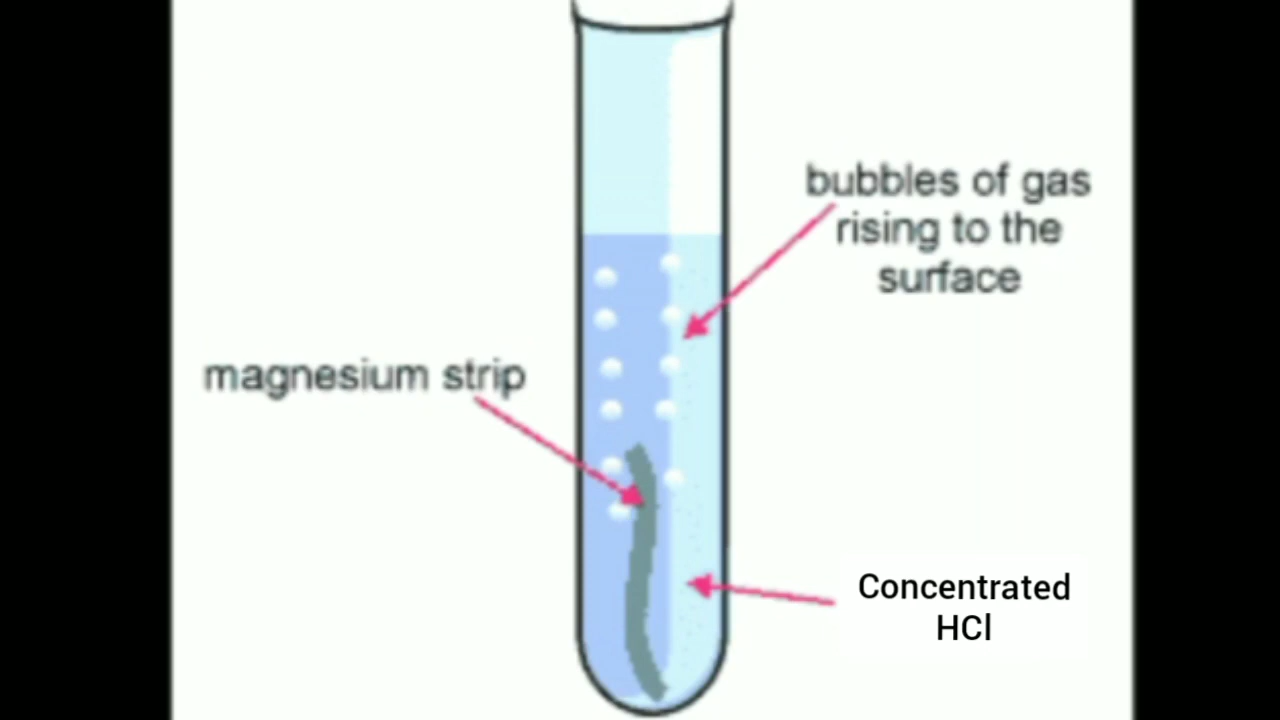 bubbles of gas
rising to the
surface
magnesium strip
Concentrated
HCl